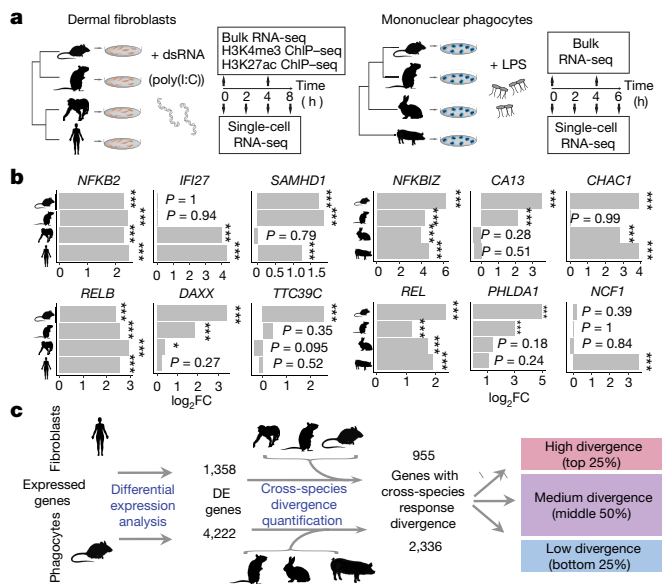 a
Dermal fibroblasts
+ dsRNA
(poly(I:C))
Bulk RNA-seq
H3K4me3 ChIP–seq
H3K27ac ChIP–seq
0 2 4 8
Time
(h)
Single-cell
RNA-seq
Mononuclear phagocytes
+ LPS
Bulk
RNA-seq
0 2 4 6
Time
(h)
Single-cell
RNA-seq
b
NFKB2
***
***
***
***
0 1 2
IFI27
P = 1
P = 0.94
***
***
0 1 2 3 4
SAMHD1
***
***
P = 0.79
***
0 0.5 1.0 1.5
NFKBIZ
***
***
***
***
0 2 4 6
CA13
***
***
P = 0.28
P = 0.51
0 1 2 3
CHAC1
***
P = 0.99
***
***
0 1 2 3 4
RELB
***
***
***
***
0 1 2 3
DAXX
***
***
*
P = 0.27
0 1 2 3
TTC39C
***
P = 0.35
P = 0.095
P = 0.52
0 1 2
REL
***
***
***
***
0 1 2
PHLDA1
***
***
P = 0.18
P = 0.24
0 1 3 5
NCF1
P = 0.39
P = 1
P = 0.84
***
0 1 2 3
log2FC
log2FC
c
Fibroblasts
Expressed
genes
Phagocytes
Differential
expression
analysis
1,358
DE
genes
4,222
Cross-species
divergence
quantification
955
Genes with
cross-species
response
divergence
2,336
High divergence
(top 25%)
Medium divergence
(middle 50%)
Low divergence
(bottom 25%)